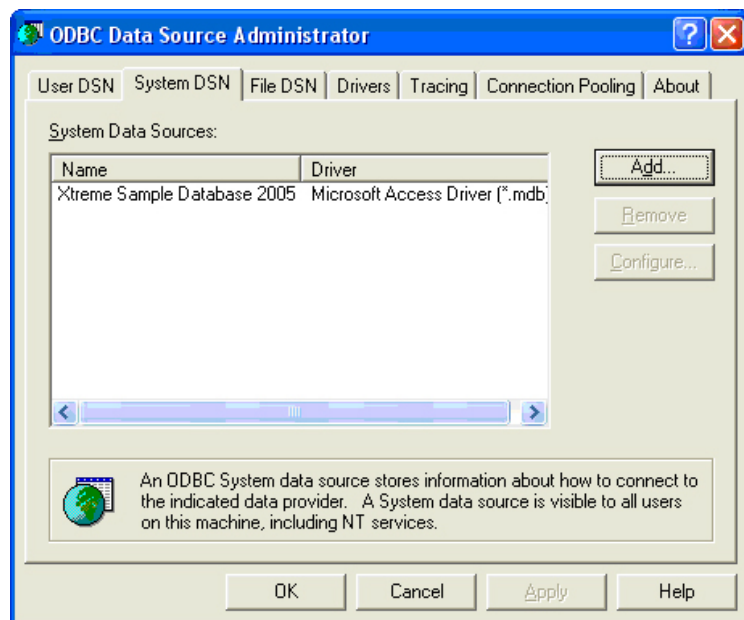 ODBC Data Source Administrator
User DSN System DSN File DSN Drivers Tracing Connection Pooling About
System Data Sources:
Name Driver
Xtreme Sample Database 2005 Microsoft Access Driver (*.mdb)
Add...
Remove
Configure...
An ODBC System data source stores information about how to connect to
the indicated data provider. A System data source is visible to all users
on this machine, including NT services.
OK Cancel Apply Help